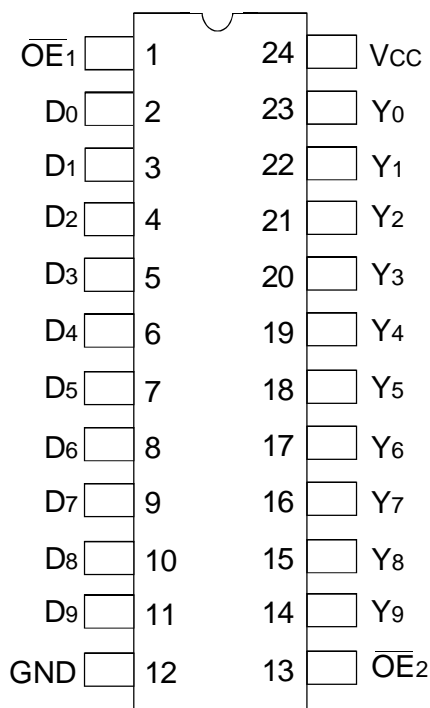 O̅E̅1 1 24 VCC
D0 2 23 Y0
D1 3 22 Y1
D2 4 21 Y2
D3 5 20 Y3
D4 6 19 Y4
D5 7 18 Y5
D6 8 17 Y6
D7 9 16 Y7
D8 10 15 Y8
D9 11 14 Y9
GND 12 13 O̅E̅2